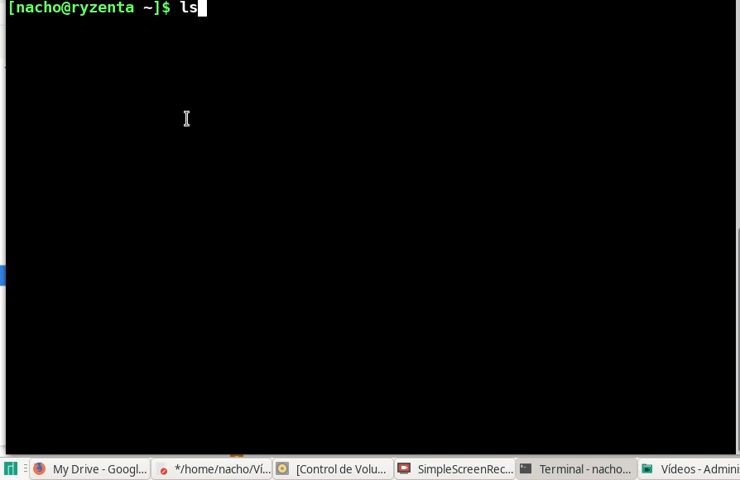 [nacho@ryzenta ~]$ ls
My Drive - Googl... */home/nacho/Ví... [Control de Volu... SimpleScreenRec... Terminal - nacho... Vídeos - Admini